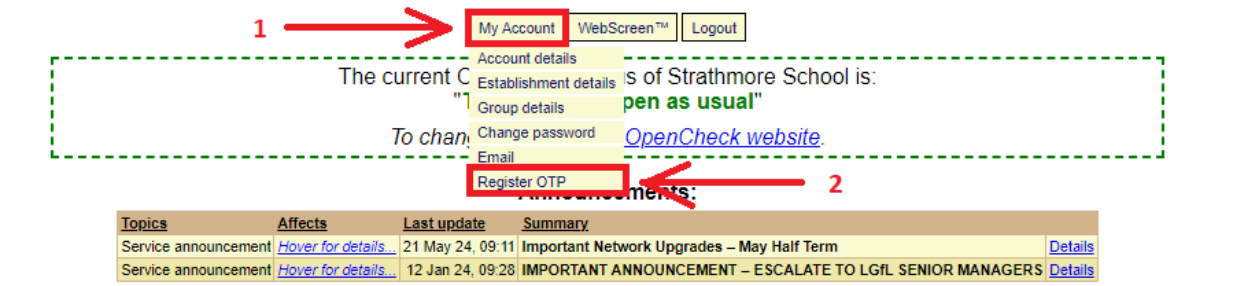 1
My Account WebScreen™ Logout
Account details
The current C Establishment details is of Strathmore School is:
"T Group details pen as usual"
To chan Change password OpenCheck website.
Email
Register OTP 2
Announcements:
Topics Affects Last update Summary
Service announcement Hover for details... 21 May 24, 09:11 Important Network Upgrades – May Half Term Details
Service announcement Hover for details... 12 Jan 24, 09:28 IMPORTANT ANNOUNCEMENT – ESCALATE TO LGfL SENIOR MANAGERS Details